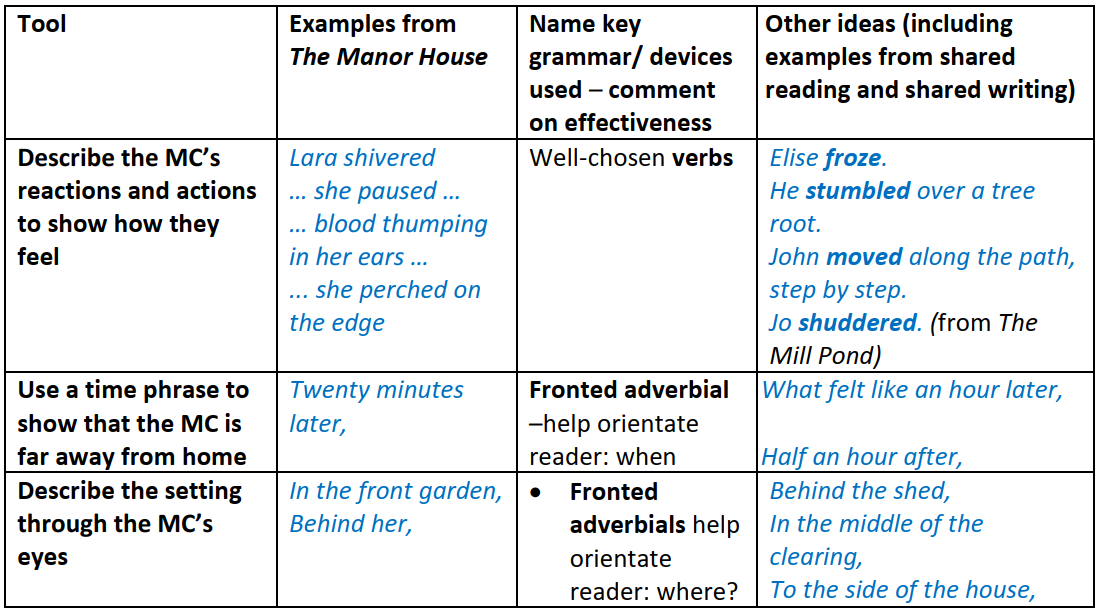 Tool
Examples from
The Manor House
Name key
grammar/ devices
used – comment
on effectiveness
Other ideas (including
examples from shared
reading and shared writing)
Describe the MC’s
reactions and actions
to show how they
feel
Lara shivered
… she paused …
… blood thumping
in her ears …
... she perched on
the edge
Well-chosen verbs
Elise froze.
He stumbled over a tree
root.
John moved along the path,
step by step.
Jo shuddered. (from The
Mill Pond)
Use a time phrase to
show that the MC is
far away from home
Twenty minutes
later,
Fronted adverbial
–help orientate
reader: when
What felt like an hour later,
Half an hour after,
Describe the setting
through the MC’s
eyes
In the front garden,
Behind her,
• Fronted
adverbials help
orientate
reader: where?
Behind the shed,
In the middle of the
clearing,
To the side of the house,